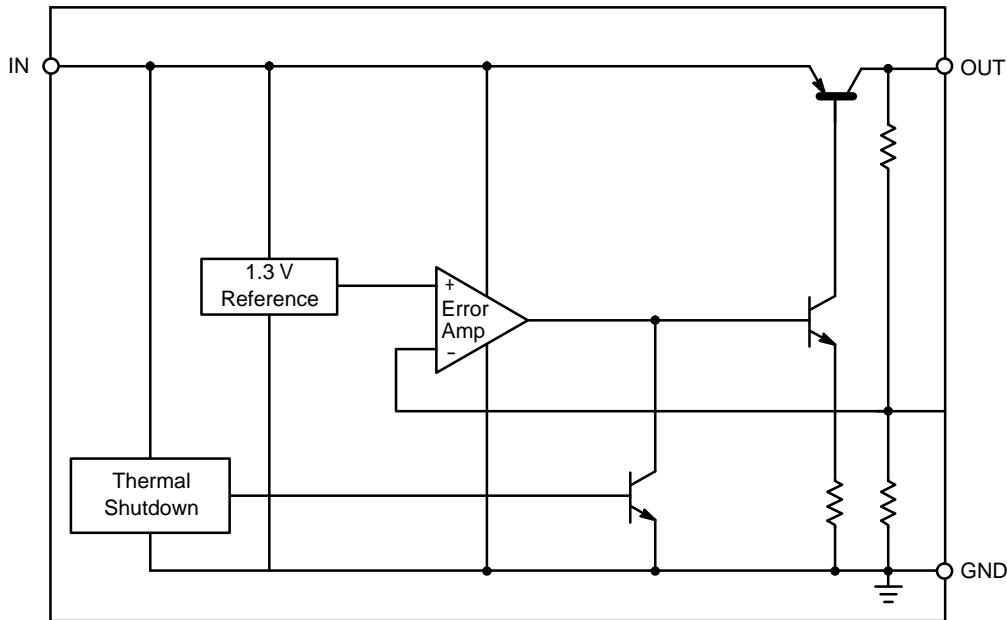 IN
OUT
1.3 V
Reference
+
Error
Amp
-
Thermal
Shutdown
GND